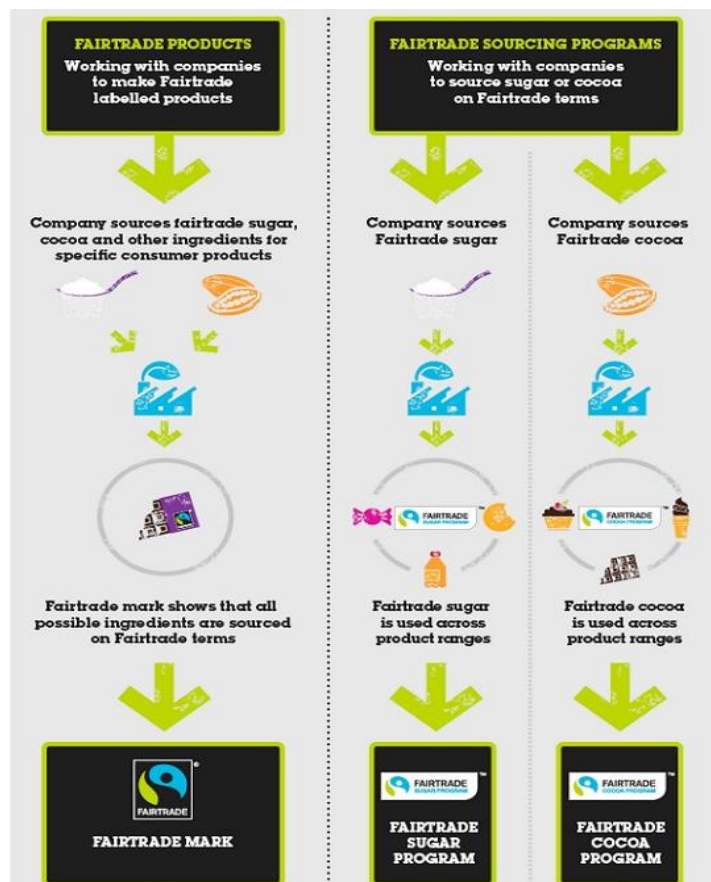 FAIRTRADE PRODUCTS
Working with companies
to make Fairtrade
labelled products
FAIRTRADE SOURCING PROGRAMS
Working with companies
to source sugar or cocoa
on Fairtrade terms
Company sources fairtrade sugar,
cocoa and other ingredients for
specific consumer products
Company sources
Fairtrade sugar
Company sources
Fairtrade cocoa
FAIRTRADE
SUGAR PROGRAM
TM
FAIRTRADE
COCOA PROGRAM
TM
Fairtrade mark shows that all
possible ingredients are sourced
on Fairtrade terms
Fairtrade sugar
is used across
product ranges
Fairtrade cocoa
is used across
product ranges
®
FAIRTRADE
FAIRTRADE MARK
FAIRTRADE
SUGAR PROGRAM
TM
FAIRTRADE
SUGAR
PROGRAM
FAIRTRADE
COCOA PROGRAM
TM
FAIRTRADE
COCOA
PROGRAM